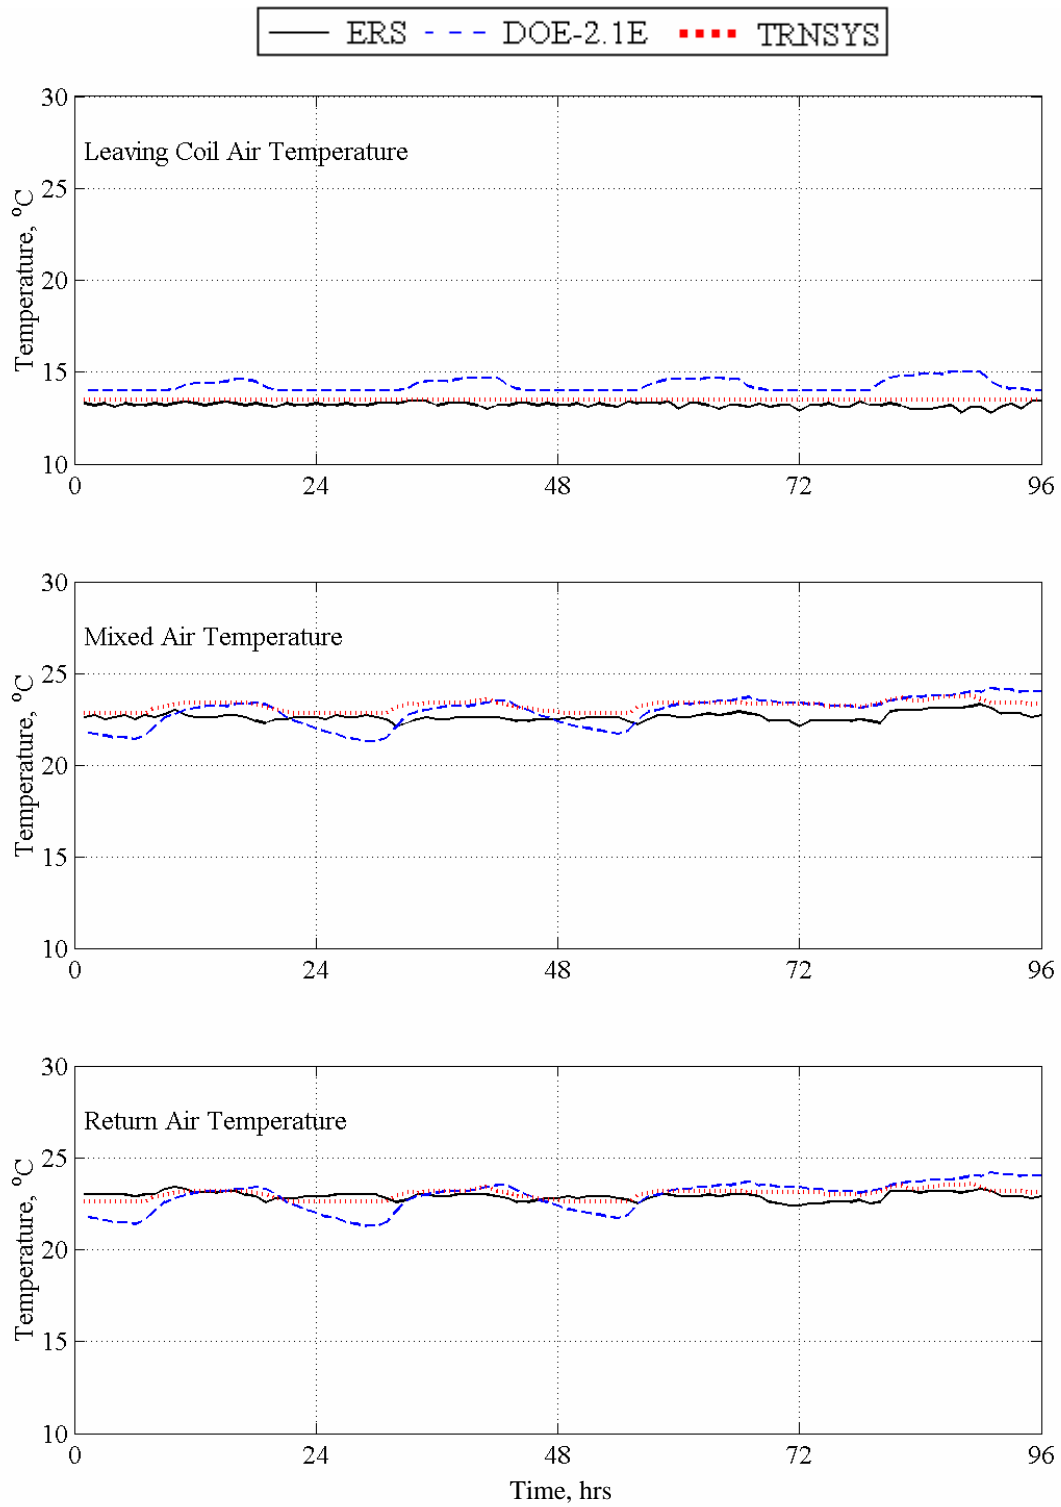 ERS DOE-2.1E TRNSYS
30
Leaving Coil Air Temperature
25
20
15
10
Temperature, °C
0 24 48 72 96
30
Mixed Air Temperature
25
20
15
10
Temperature, °C
0 24 48 72 96
30
Return Air Temperature
25
20
15
10
Temperature, °C
0 24 48 72 96
Time, hrs